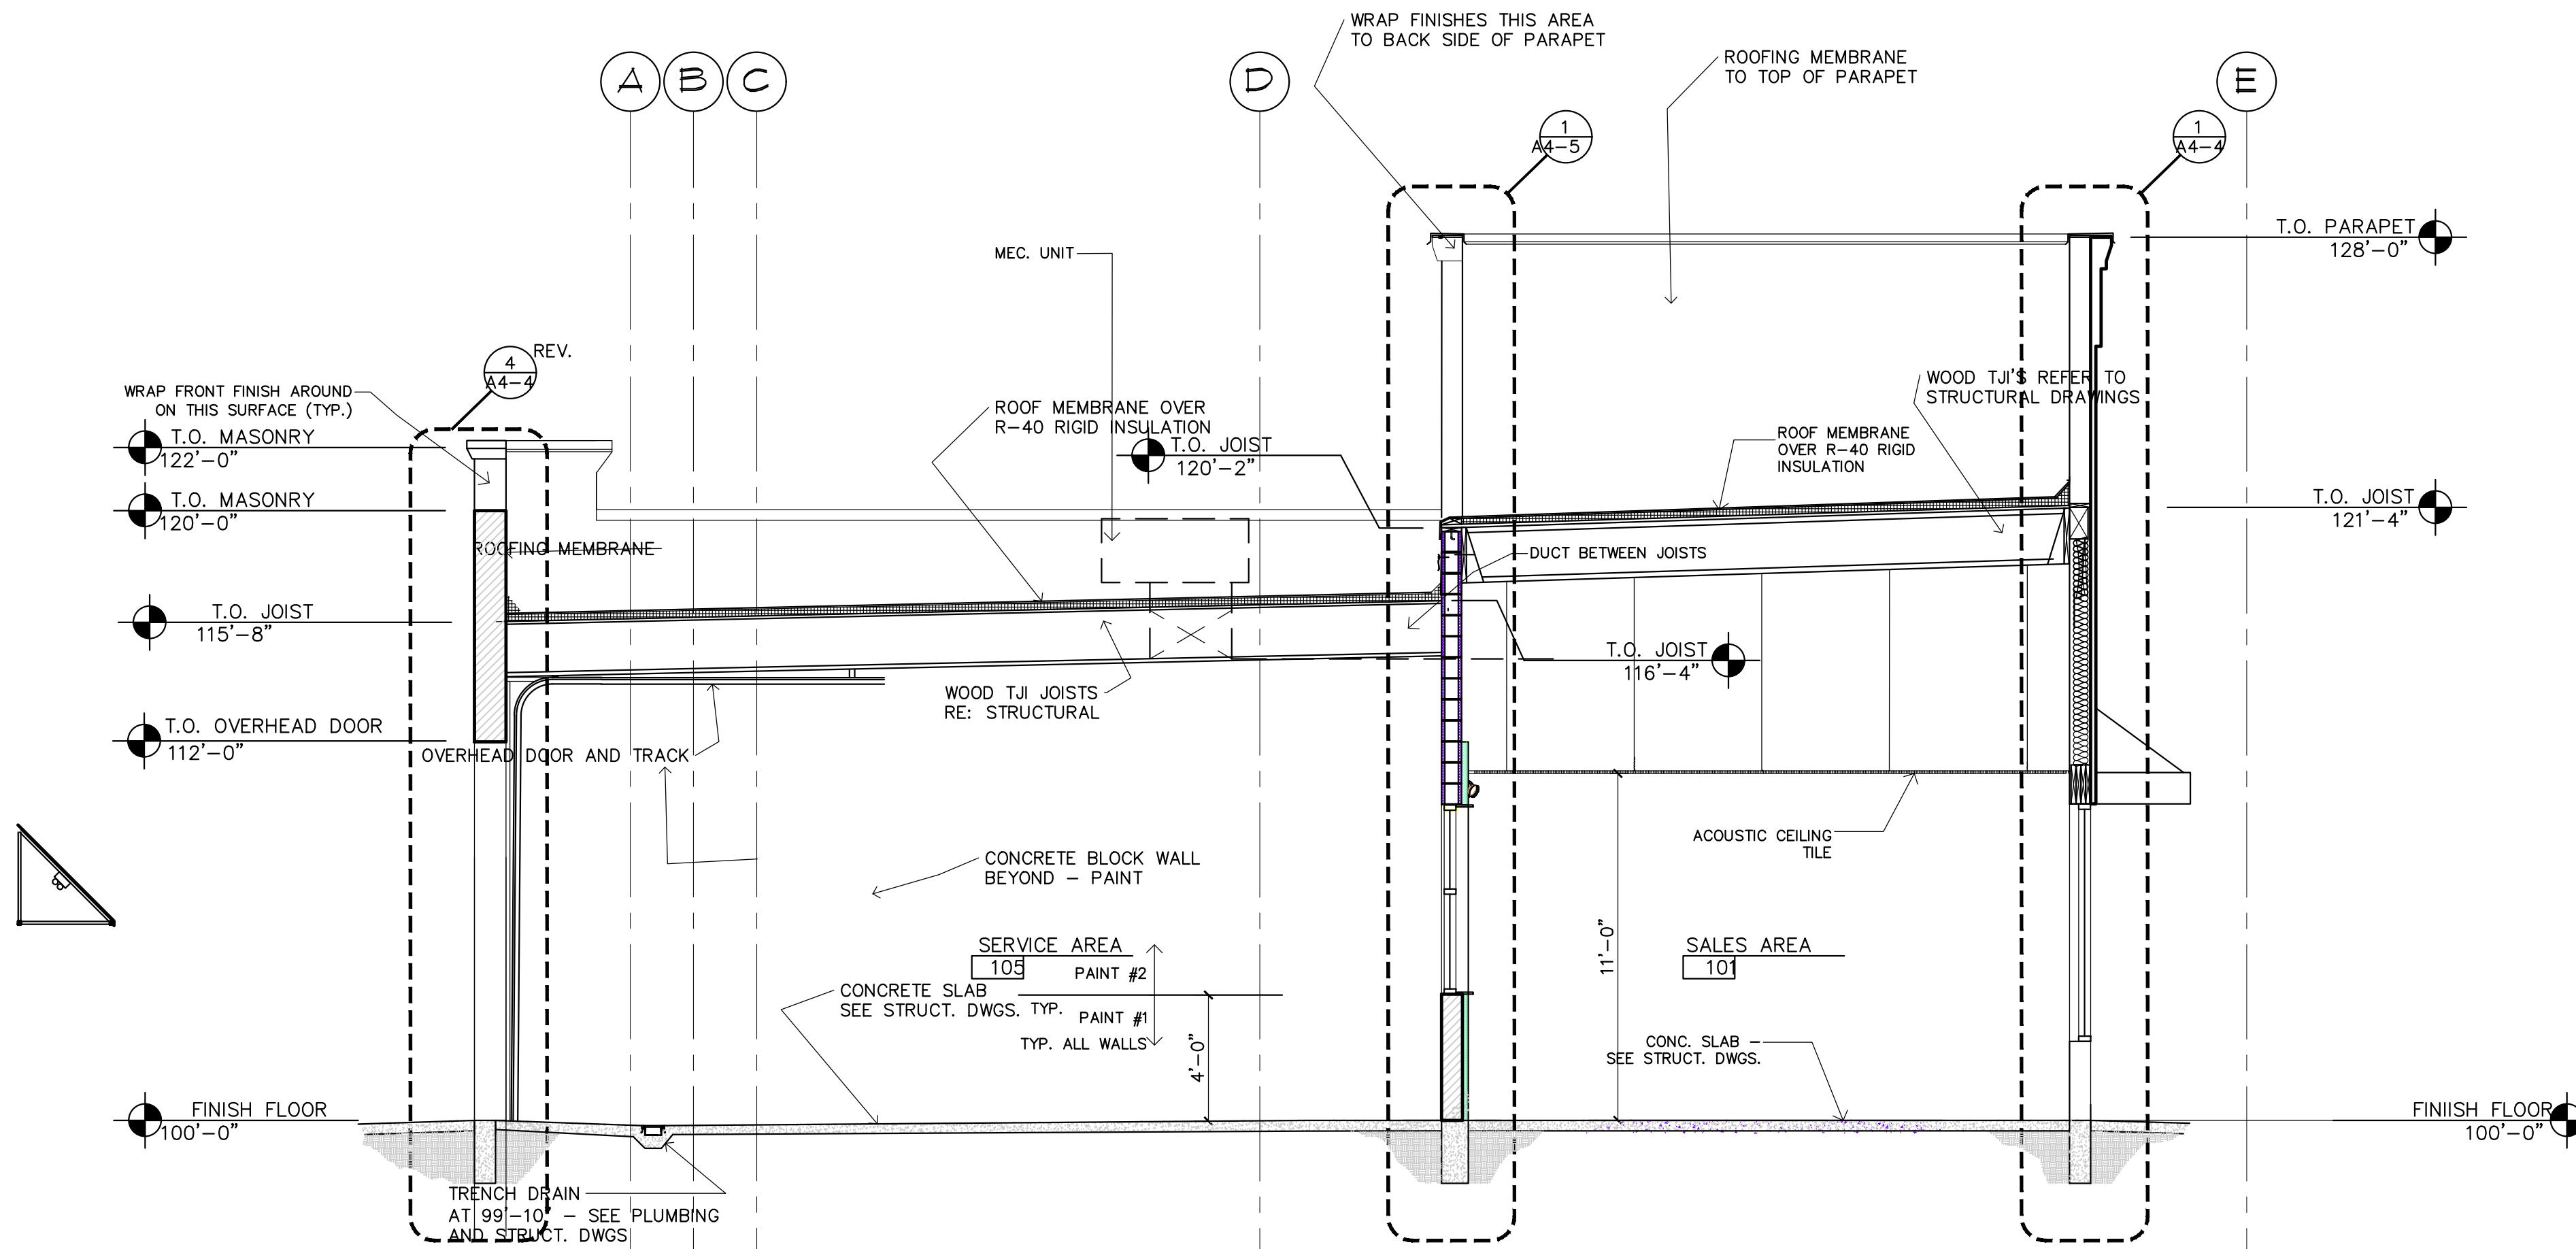 WRAP FINISHES THIS AREA
TO BACK SIDE OF PARAPET
ROOFING MEMBRANE
TO TOP OF PARAPET
A
B
C
D
E
1
A4-5
1
A4-4
T.O. PARAPET
128'-0"
MEC. UNIT
4
A4-4
REV.
WRAP FRONT FINISH AROUND
ON THIS SURFACE (TYP.)
T.O. MASONRY
122'-0"
T.O. MASONRY
120'-0"
ROOF MEMBRANE OVER
R-40 RIGID INSULATION
T.O. JOIST
120'-2"
WOOD TJI'S REFER TO
STRUCTURAL DRAWINGS
ROOF MEMBRANE
OVER R-40 RIGID
INSULATION
T.O. JOIST
121'-4"
ROOFING MEMBRANE
DUCT BETWEEN JOISTS
T.O. JOIST
115'-8"
T.O. JOIST
116'-4"
WOOD TJI JOISTS
RE: STRUCTURAL
T.O. OVERHEAD DOOR
112'-0"
OVERHEAD DOOR AND TRACK
ACOUSTIC CEILING
TILE
CONCRETE BLOCK WALL
BEYOND - PAINT
SERVICE AREA
105
PAINT #2
11'-0"
SALES AREA
101
CONCRETE SLAB
SEE STRUCT. DWGS.
TYP.
PAINT #1
TYP. ALL WALLS
4'-0"
CONC. SLAB -
SEE STRUCT. DWGS.
FINISH FLOOR
100'-0"
FINIISH FLOOR
100'-0"
TRENCH DRAIN
AT 99'-10" - SEE PLUMBING
AND STRUCT. DWGS